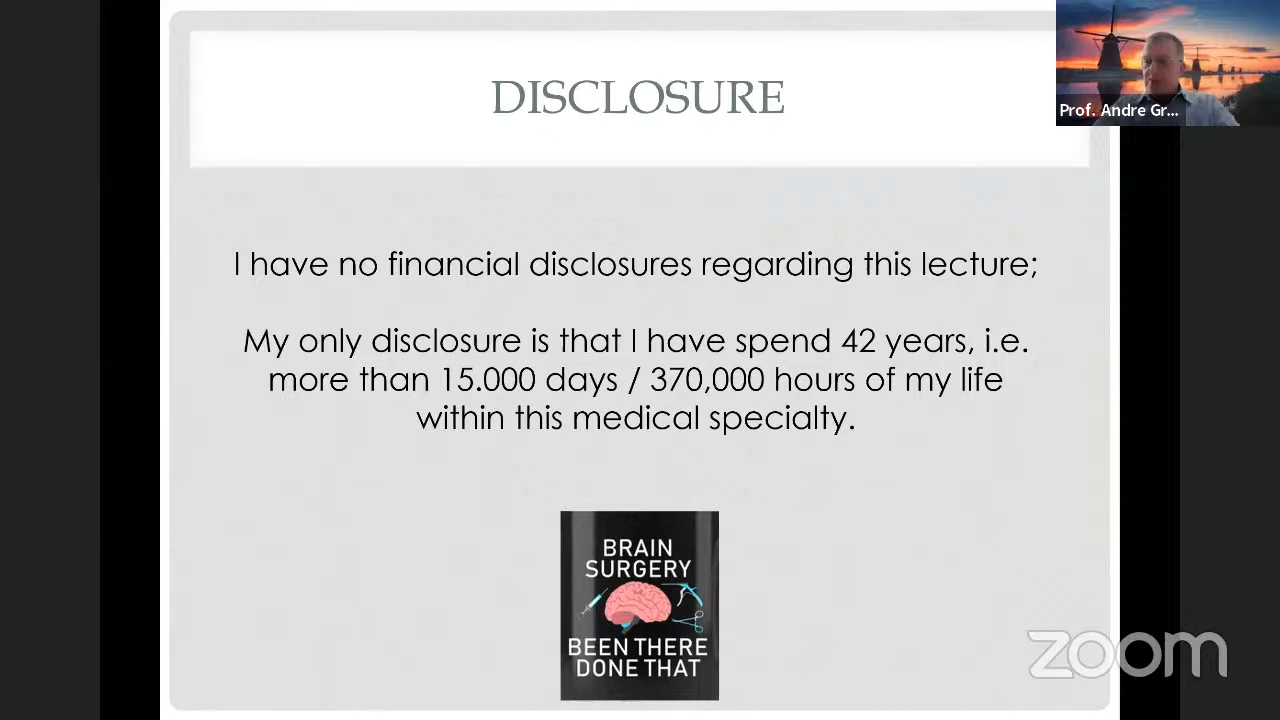 DISCLOSURE
Prof. Andre Gr...
I have no financial disclosures regarding this lecture;
My only disclosure is that I have spend 42 years, i.e.
more than 15.000 days / 370,000 hours of my life
within this medical specialty.
BRAIN
SURGERY
BEEN THERE
DONE THAT
zoom